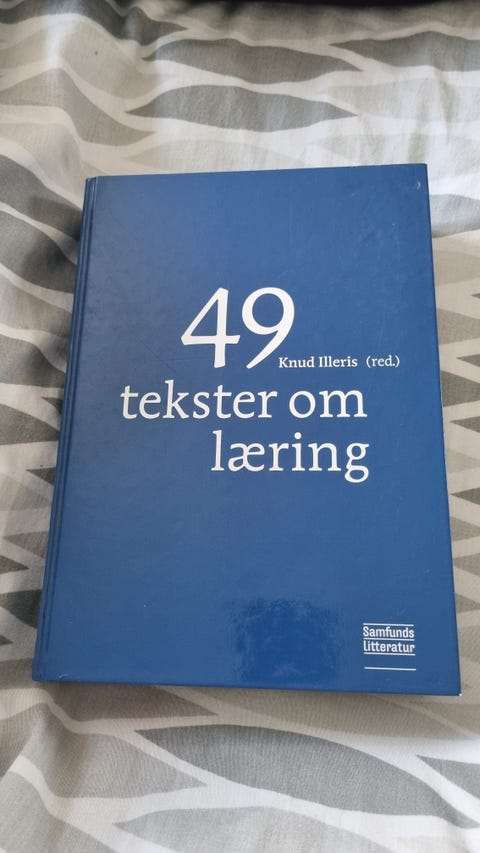 49
Knud Illeris (red.)
tekster om
læring
Samfunds
litteratur